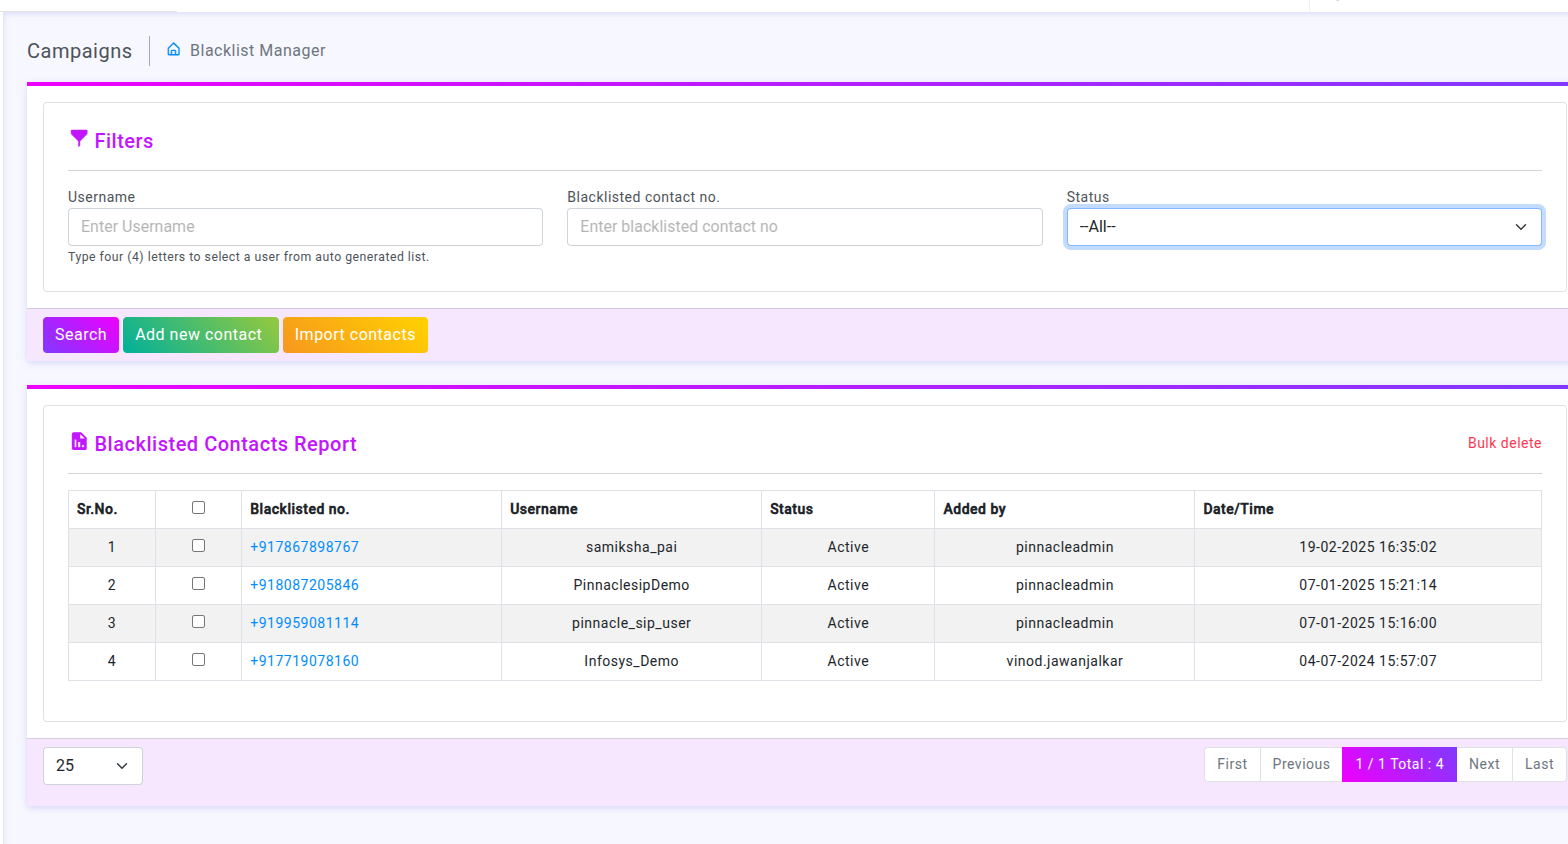 Campaigns Blacklist Manager
Filters
Username Blacklisted contact no. Status
Enter Username Enter blacklisted contact no --All--
Type four (4) letters to select a user from auto generated list.
Search Add new contact Import contacts
Blacklisted Contacts Report Bulk delete
Sr.No. Blacklisted no. Username Status Added by Date/Time
1 +917867898767 samiksha_pai Active pinnacleadmin 19-02-2025 16:35:02
2 +918087205846 PinnaclesipDemo Active pinnacleadmin 07-01-2025 15:21:14
3 +919959081114 pinnacle_sip_user Active pinnacleadmin 07-01-2025 15:16:00
4 +917719078160 Infosys_Demo Active vinod.jawanjalkar 04-07-2024 15:57:07
25 First Previous 1 / 1 Total : 4 Next Last